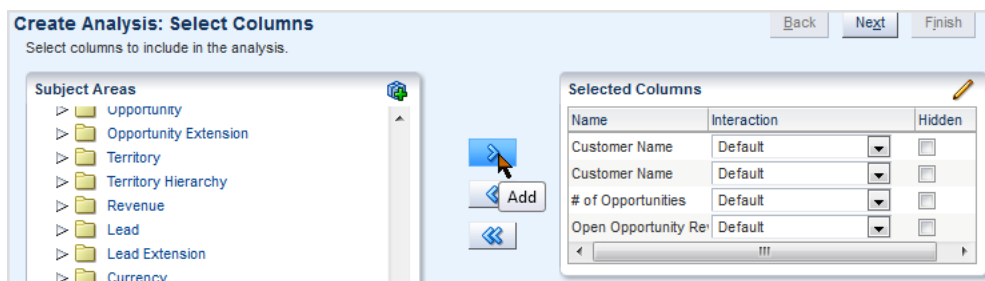 Create Analysis: Select Columns
Back Next Finish
Select columns to include in the analysis.
Subject Areas
Opportunity
Opportunity Extension
Territory
Territory Hierarchy
Revenue
Lead
Lead Extension
Currency
Add
Selected Columns
Name Interaction Hidden
Customer Name Default
Customer Name Default
# of Opportunities Default
Open Opportunity Re Default